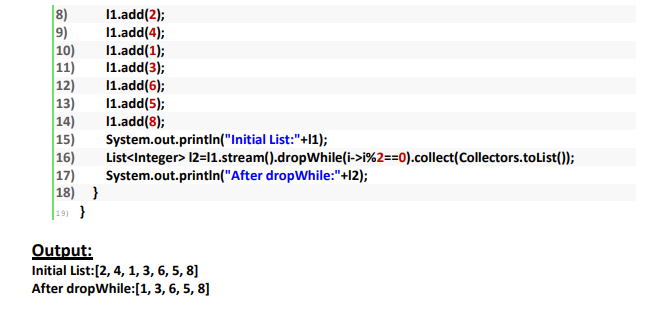 8) l1.add(2);
9) l1.add(4);
10) l1.add(1);
11) l1.add(3);
12) l1.add(6);
13) l1.add(5);
14) l1.add(8);
15) System.out.println("Initial List:"+l1);
16) List<Integer> l2=l1.stream().dropWhile(i->i%2==0).collect(Collectors.toList());
17) System.out.println("After dropWhile:"+l2);
18) }
19) }
Output:
Initial List:[2, 4, 1, 3, 6, 5, 8]
After dropWhile:[1, 3, 6, 5, 8]